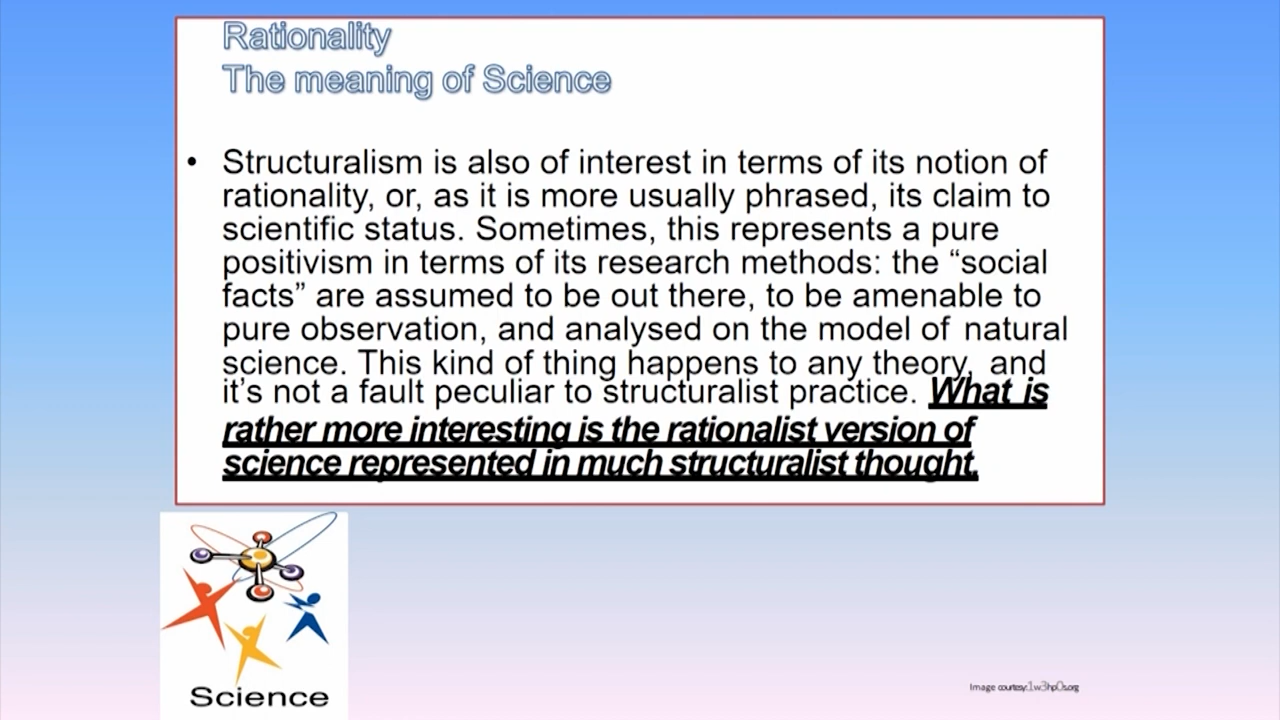 Rationality
The meaning of Science
• Structuralism is also of interest in terms of its notion of
rationality, or, as it is more usually phrased, its claim to
scientific status. Sometimes, this represents a pure
positivism in terms of its research methods: the “social
facts” are assumed to be out there, to be amenable to
pure observation, and analysed on the model of natural
science. This kind of thing happens to any theory, and
it’s not a fault peculiar to structuralist practice. What is
rather more interesting is the rationalist version of
science represented in much structuralist thought.
Science
Image courtesy: